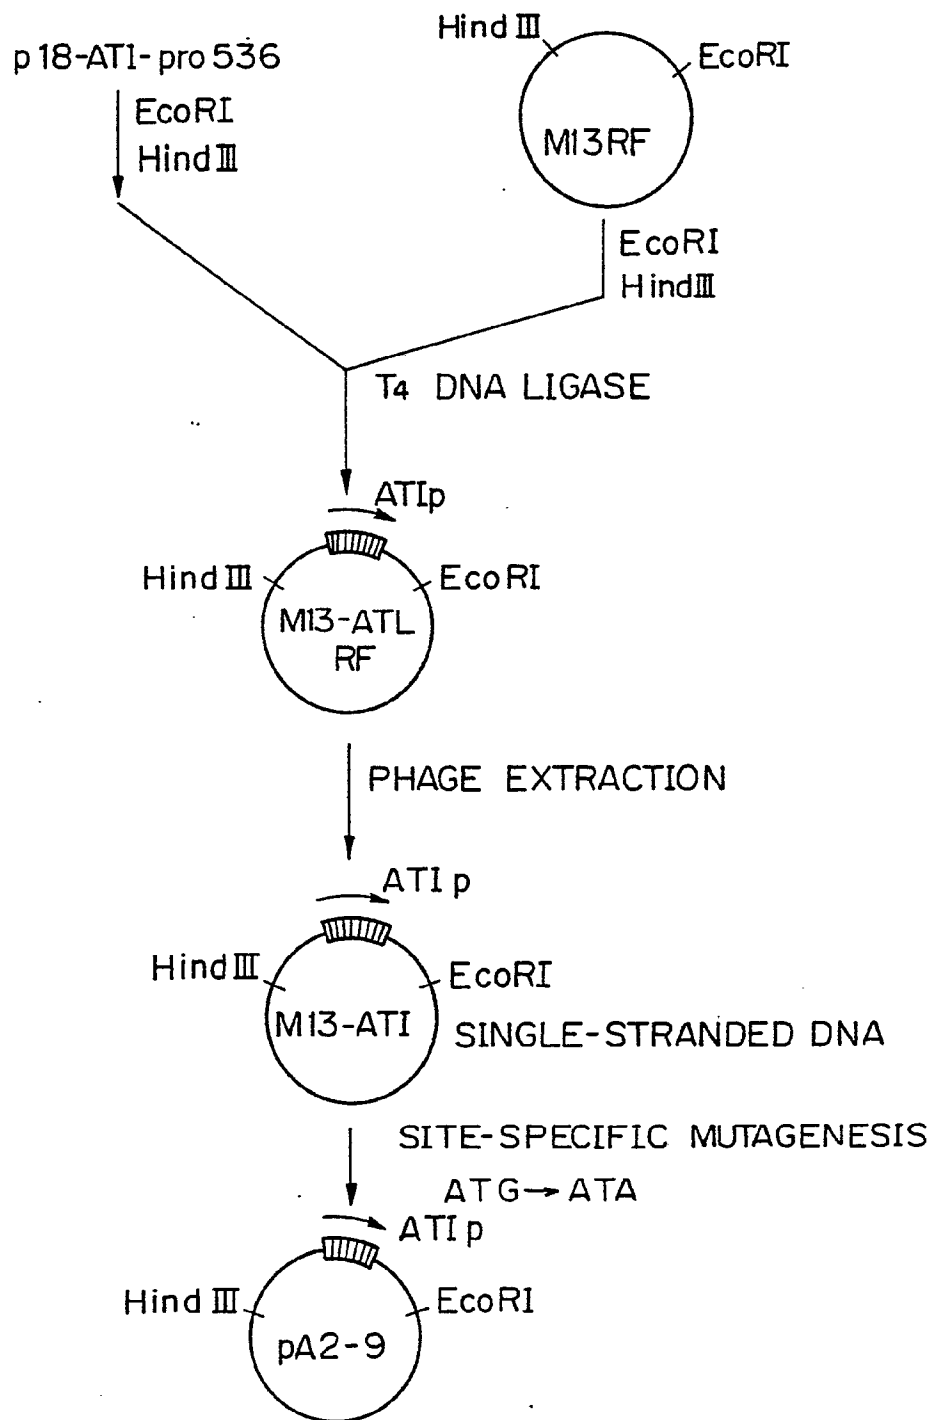 p18-ATI-pro 536
EcoRI
Hind III
Hind III
EcoRI
M13RF
EcoRI
Hind III
T4 DNA LIGASE
ATIp
Hind III
EcoRI
M13-ATL
RF
PHAGE EXTRACTION
ATI p
Hind III
EcoRI
M13-ATI
SINGLE-STRANDED DNA
SITE-SPECIFIC MUTAGENESIS
ATG→ATA
ATI p
Hind III
EcoRI
pA2-9